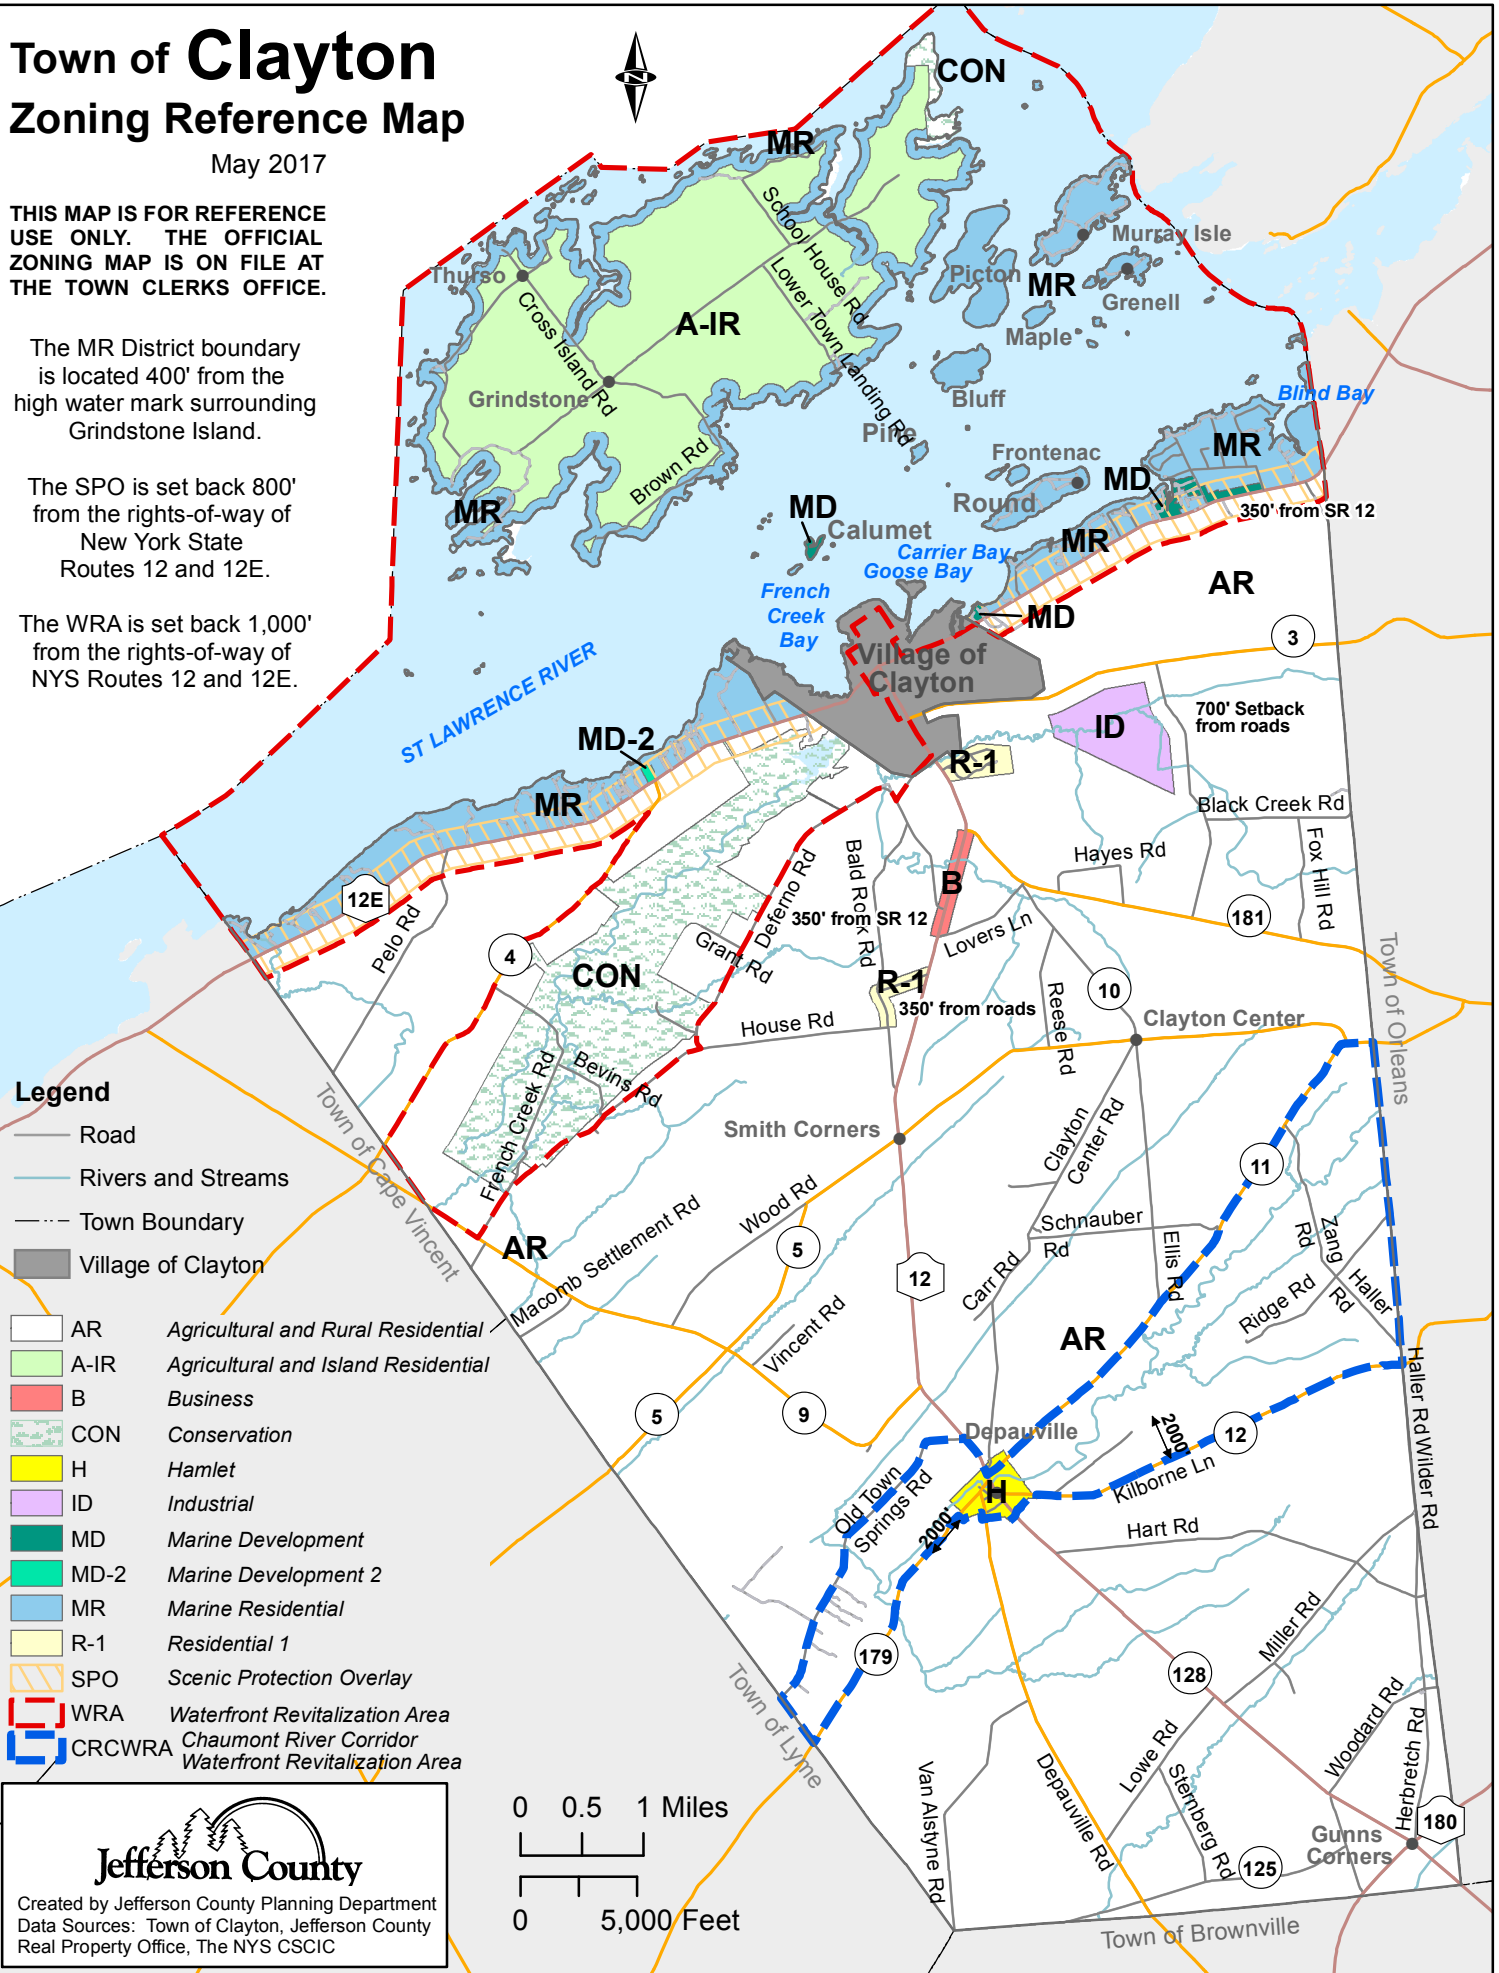 Town of Clayton
Zoning Reference Map
May 2017
THIS MAP IS FOR REFERENCE
USE ONLY. THE OFFICIAL
ZONING MAP IS ON FILE AT
THE TOWN CLERKS OFFICE.
The MR District boundary
is located 400' from the
high water mark surrounding
Grindstone Island.
The SPO is set back 800'
from the rights-of-way of
New York State
Routes 12 and 12E.
The WRA is set back 1,000'
from the rights-of-way of
NYS Routes 12 and 12E.
N
CON
MR
School House Rd
Murray Isle
Thurso
Picton
MR
Lower Town Landing Rd
Grenell
Cross Island Rd
A-IR
Maple
Grindstone
Bluff
Blind Bay
Pine
Brown Rd
Frontenac
MR
MD
MR
MD
Round
350' from SR 12
Calumet
MR
Carrier Bay
Goose Bay
AR
French
Creek
Bay
MD
3
Village of
Clayton
ST LAWRENCE RIVER
700' Setback
from roads
ID
MD-2
R-1
MR
Black Creek Rd
Hayes Rd
Fox Hill Rd
Bald Rock Rd
Deferno Rd
B
12E
350' from SR 12
181
Lovers Ln
Pelo Rd
Grant Rd
4
CON
R-1
10
350' from roads
Reese Rd
Town of Orleans
House Rd
Clayton Center
Bevins Rd
French Creek Rd
Smith Corners
Clayton
Center Rd
11
Town of Cape Vincent
Legend
Road
Rivers and Streams
Town Boundary
Village of Clayton
AR Agricultural and Rural Residential
A-IR Agricultural and Island Residential
B Business
CON Conservation
H Hamlet
ID Industrial
MD Marine Development
MD-2 Marine Development 2
MR Marine Residential
R-1 Residential 1
SPO Scenic Protection Overlay
WRA Waterfront Revitalization Area
CRCWRA Chaumont River Corridor
Waterfront Revitalization Area
Wood Rd
Macomb Settlement Rd
AR
5
Schnauber
Rd
Ellis Rd
Zang
Rd
12
Carr Rd
Ridge Rd
Haller
Rd
Vincent Rd
AR
5
9
Haller Rd
Depauville
2000'
12
Wilder Rd
Kilborne Ln
Old Town
Springs Rd
H
2000'
Hart Rd
Miller Rd
179
128
Town of Lyme
Woodard Rd
Lowe Rd
Herbretch Rd
Van Alstyne Rd
Depauville Rd
Sternberg Rd
180
Gunns
Corners
125
Town of Brownville
0 0.5 1 Miles
0 5,000 Feet
Jefferson County
Created by Jefferson County Planning Department
Data Sources: Town of Clayton, Jefferson County
Real Property Office, The NYS CSCIC